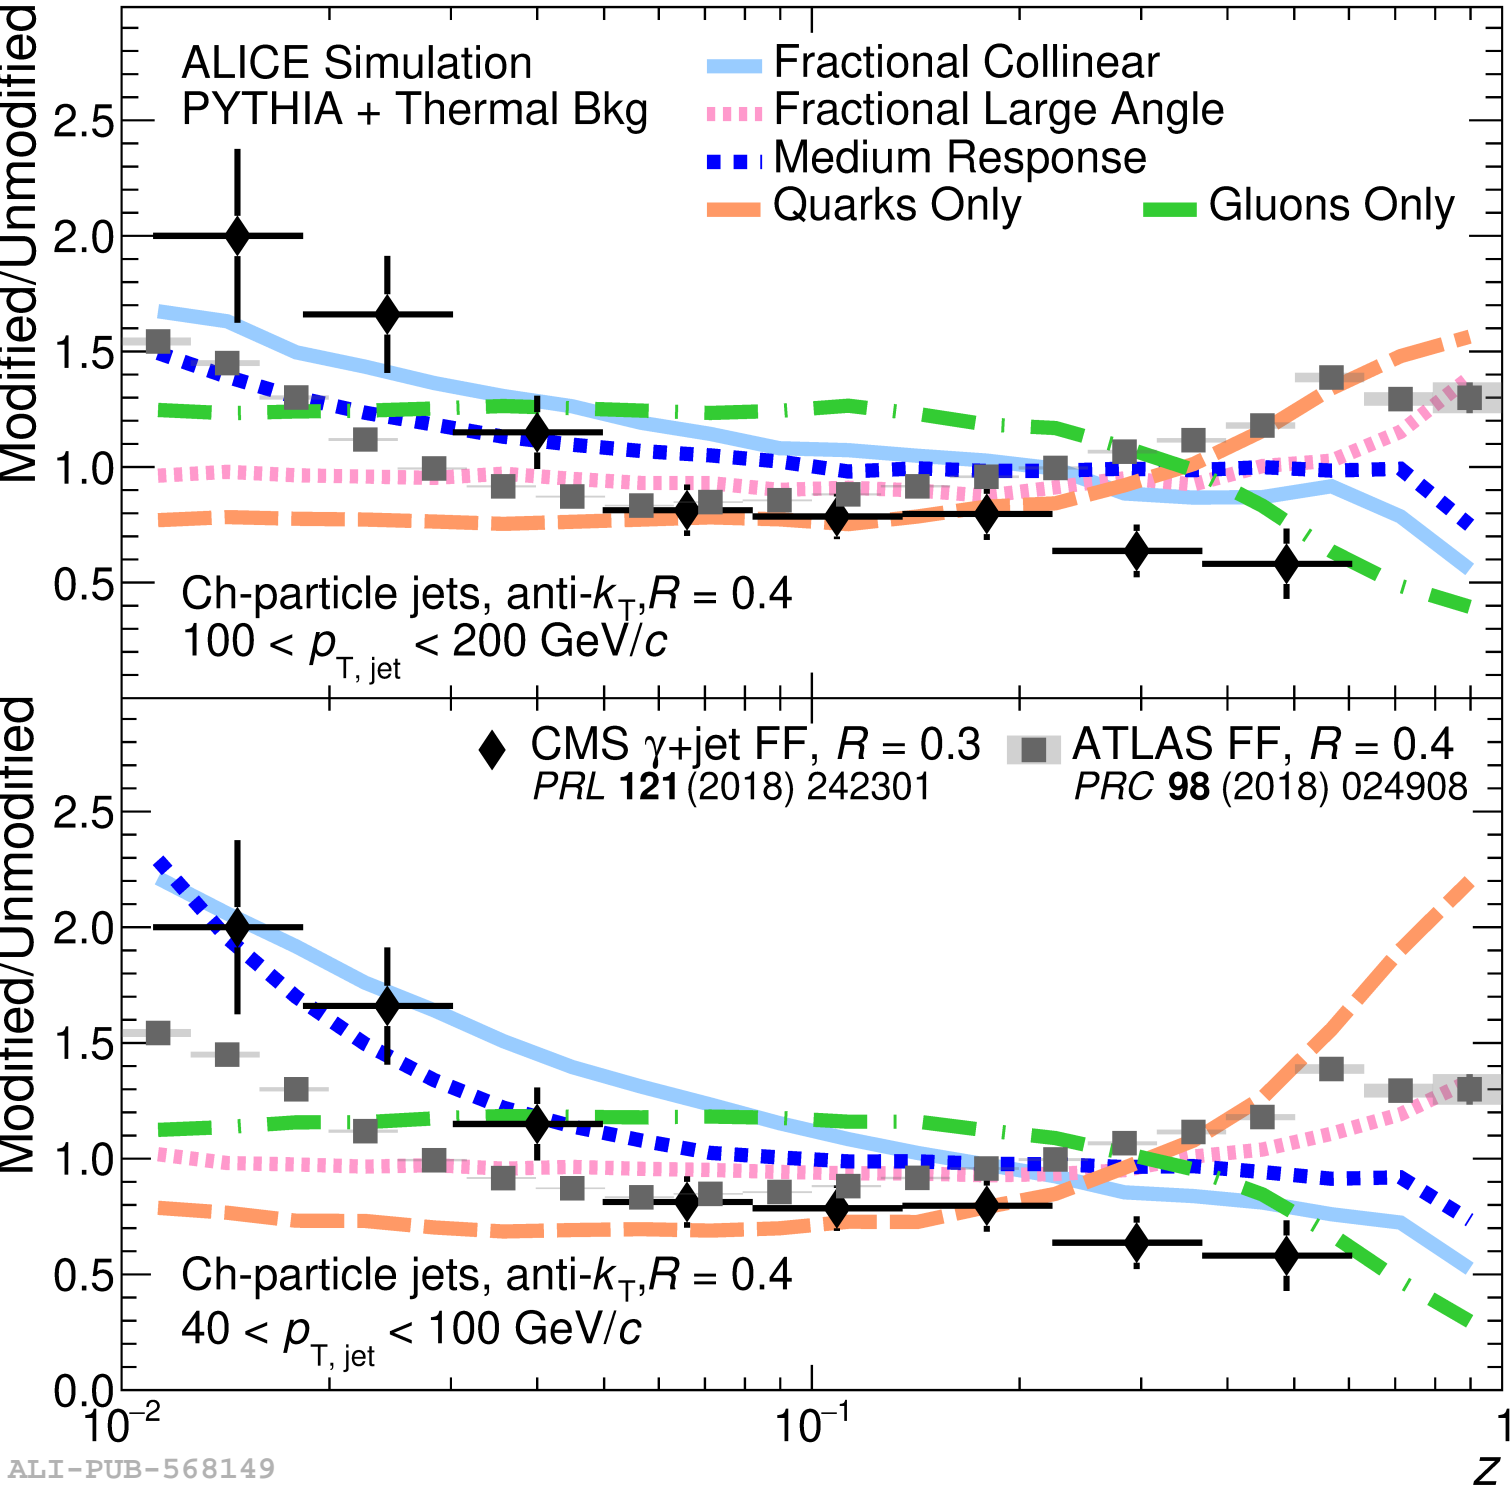 ALICE Simulation
PYTHIA + Thermal Bkg
Fractional Collinear
Fractional Large Angle
Medium Response
Quarks Only
Gluons Only
Modified/Unmodified
2.5
2.0
1.5
1.0
0.5
Ch-particle jets, anti-kT,R = 0.4
100 < pT, jet < 200 GeV/c
CMS γ+jet FF, R = 0.3
PRL 121 (2018) 242301
ATLAS FF, R = 0.4
PRC 98 (2018) 024908
Modified/Unmodified
2.5
2.0
1.5
1.0
0.5
0.0
Ch-particle jets, anti-kT,R = 0.4
40 < pT, jet < 100 GeV/c
10−2
10−1
1
z
ALI-PUB-568149